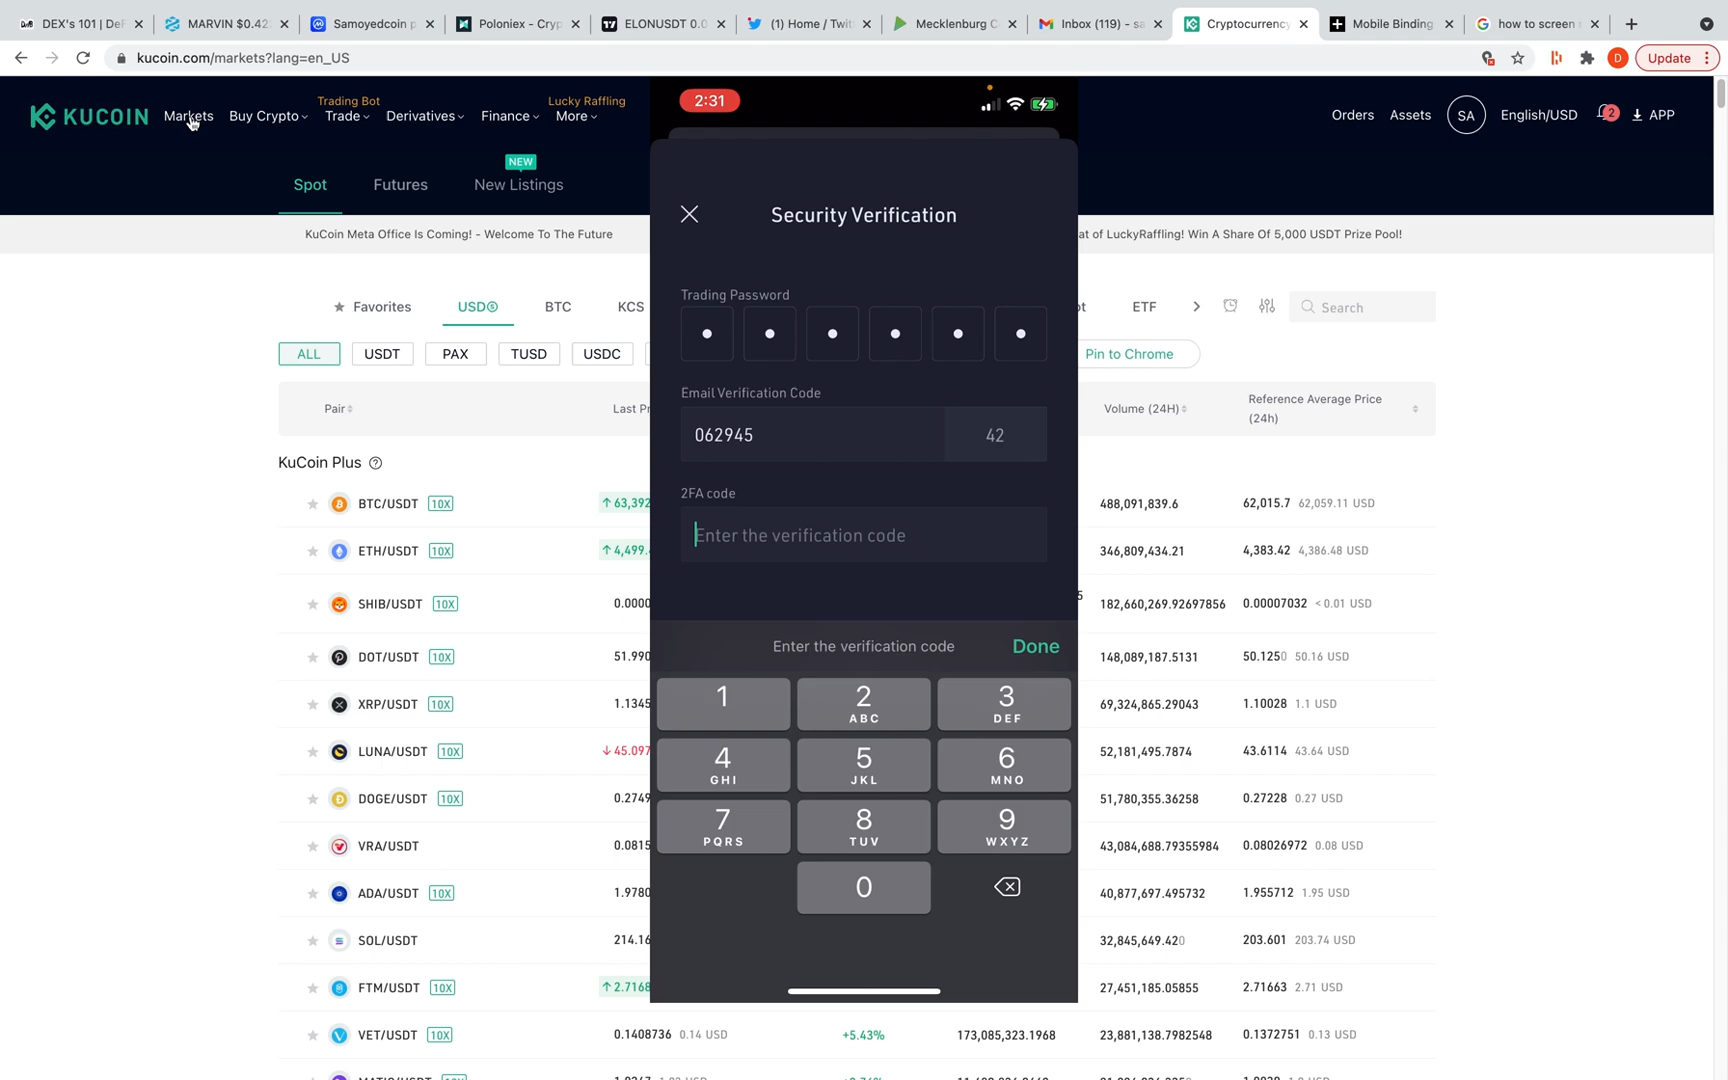 DEX's 101 | DeF
MARVIN $0.423
Samoyedcoin p
Poloniex - Cryp
ELONUSDT 0.0
(1) Home / Twitt
Mecklenburg C
Inbox (119) - sa
Cryptocurrency
Mobile Binding
how to screen
kucoin.com/markets?lang=en_US
D
Update
Trading Bot
Lucky Raffling
KUCOIN
Markets
Buy Crypto
Trade
Derivatives
Finance
More
Orders
Assets
SA
English/USD
2
APP
NEW
Spot
Futures
New Listings
KuCoin Meta Office Is Coming! - Welcome To The Future
at of LuckyRaffling! Win A Share Of 5,000 USDT Prize Pool!
Favorites
USDⓈ
BTC
KCS
ot
ETF
Search
ALL
USDT
PAX
TUSD
USDC
Pin to Chrome
Pair
Last Pr
Volume (24H)
Reference Average Price
(24h)
KuCoin Plus
BTC/USDT 10X 63,392 488,091,839.6 62,015.7 62,059.11 USD
ETH/USDT 10X 4,499. 346,809,434.21 4,383.42 4,386.48 USD
SHIB/USDT 10X 0.0000 5 182,660,269.92697856 0.00007032 < 0.01 USD
DOT/USDT 10X 51.990 148,089,187.5131 50.1250 50.16 USD
XRP/USDT 10X 1.1345 69,324,865.29043 1.10028 1.1 USD
LUNA/USDT 10X 45.097 52,181,495.7874 43.6114 43.64 USD
DOGE/USDT 10X 0.2749 51,780,355.36258 0.27228 0.27 USD
VRA/USDT 0.0815 43,084,688.79355984 0.08026972 0.08 USD
ADA/USDT 10X 1.9780 40,877,697.495732 1.955712 1.95 USD
SOL/USDT 214.16 32,845,649.420 203.601 203.74 USD
FTM/USDT 10X 2.7168 27,451,185.05855 2.71663 2.71 USD
VET/USDT 10X 0.1408736 0.14 USD +5.43% 173,085,323.1968 23,881,138.7982548 0.1372751 0.13 USD
2:31
Security Verification
Trading Password
Email Verification Code
062945
42
2FA code
Enter the verification code
Enter the verification code
Done
1
2
ABC
3
DEF
4
GHI
5
JKL
6
MNO
7
PQRS
8
TUV
9
WXYZ
0